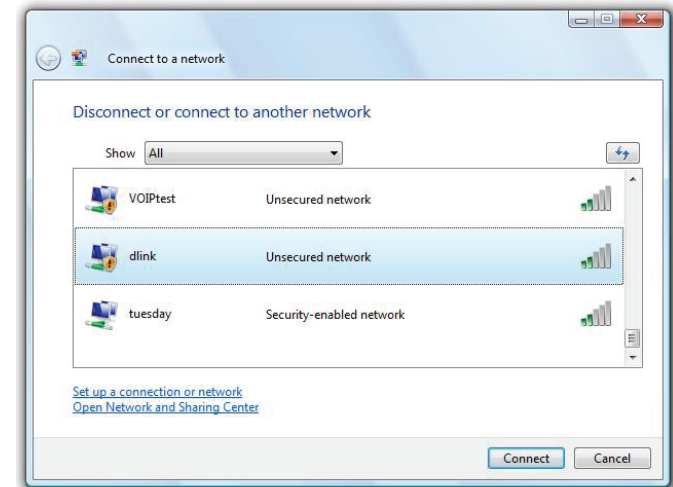 Connect to a network
Disconnect or connect to another network
Show All
VOIPtest Unsecured network
dlink Unsecured network
tuesday Security-enabled network
Set up a connection or network
Open Network and Sharing Center
Connect Cancel